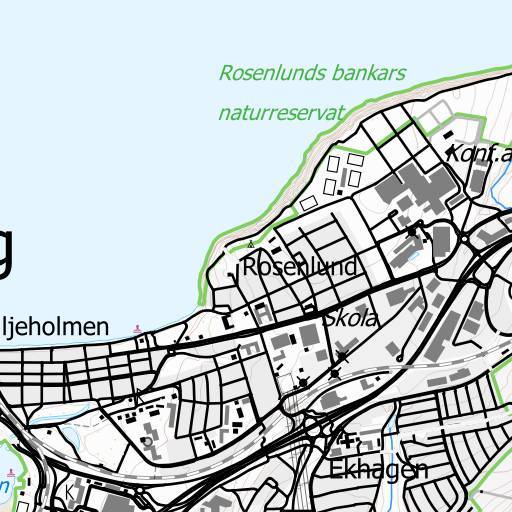 Rosenlunds bankars
naturreservat
Konf.a
g
Rosenlund
ljeholmen
Skola
K
Ekhagen
K
n